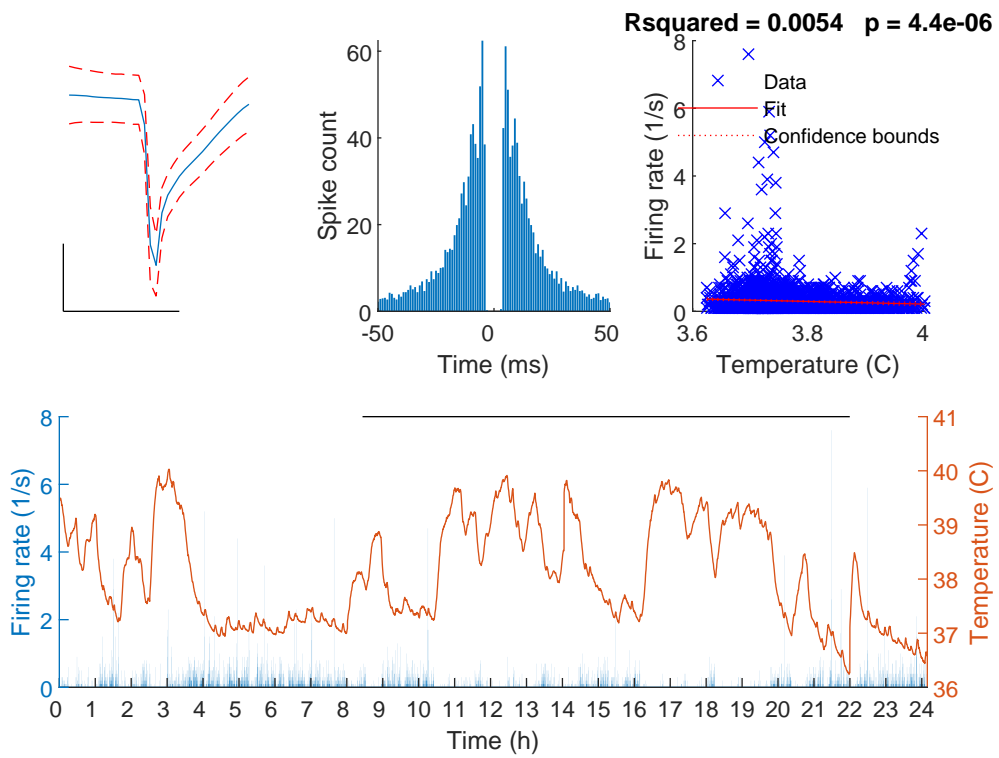 Rsquared = 0.0054 p = 4.4e-06
60
40
20
0
Spike count
-50 0 50
Time (ms)
8
6
4
2
0
Firing rate (1/s)
Data
Fit
Confidence bounds
3.6 3.8 4
Temperature (C)
8
6
4
2
0
Firing rate (1/s)
41
40
39
38
37
36
Temperature (C)
0 1 2 3 4 5 6 7 8 9 10 11 12 13 14 15 16 17 18 19 20 21 22 23 24
Time (h)